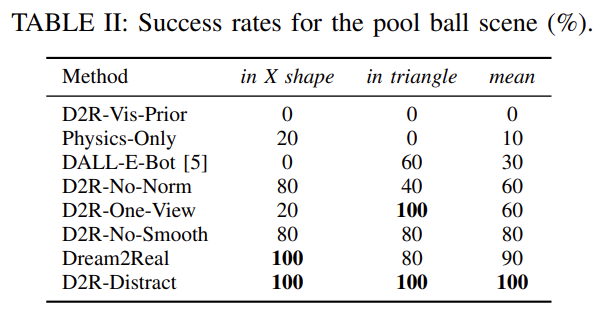 TABLE II: Success rates for the pool ball scene (%).
Method in X shape in triangle mean
D2R-Vis-Prior 0 0 0
Physics-Only 20 0 10
DALL-E-Bot [5] 0 60 30
D2R-No-Norm 80 40 60
D2R-One-View 20 100 60
D2R-No-Smooth 80 80 80
Dream2Real 100 80 90
D2R-Distract 100 100 100